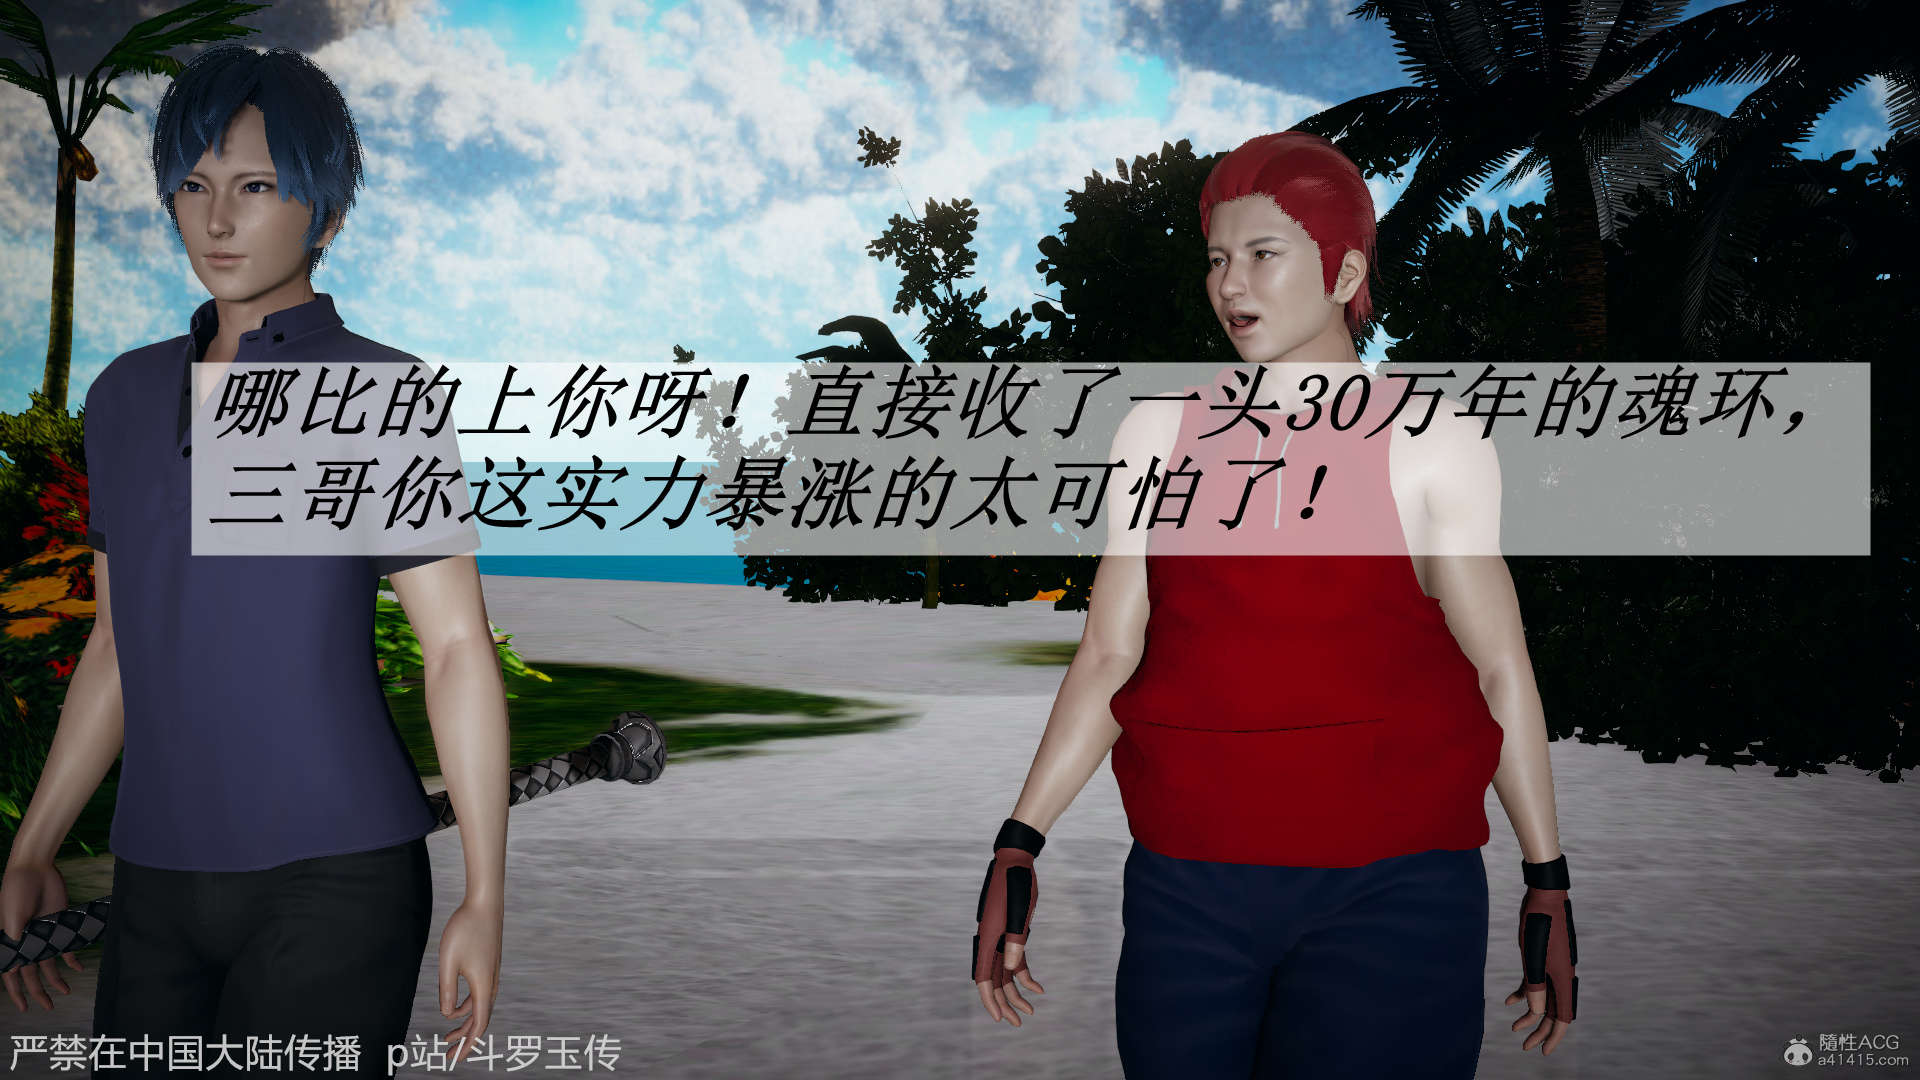 哪比的上你呀！直接收了一头30万年的魂环，
三哥你这实力暴涨的太可怕了！
严禁在中国大陆传播 p站/斗罗玉传
隨性ACG
a41415.com